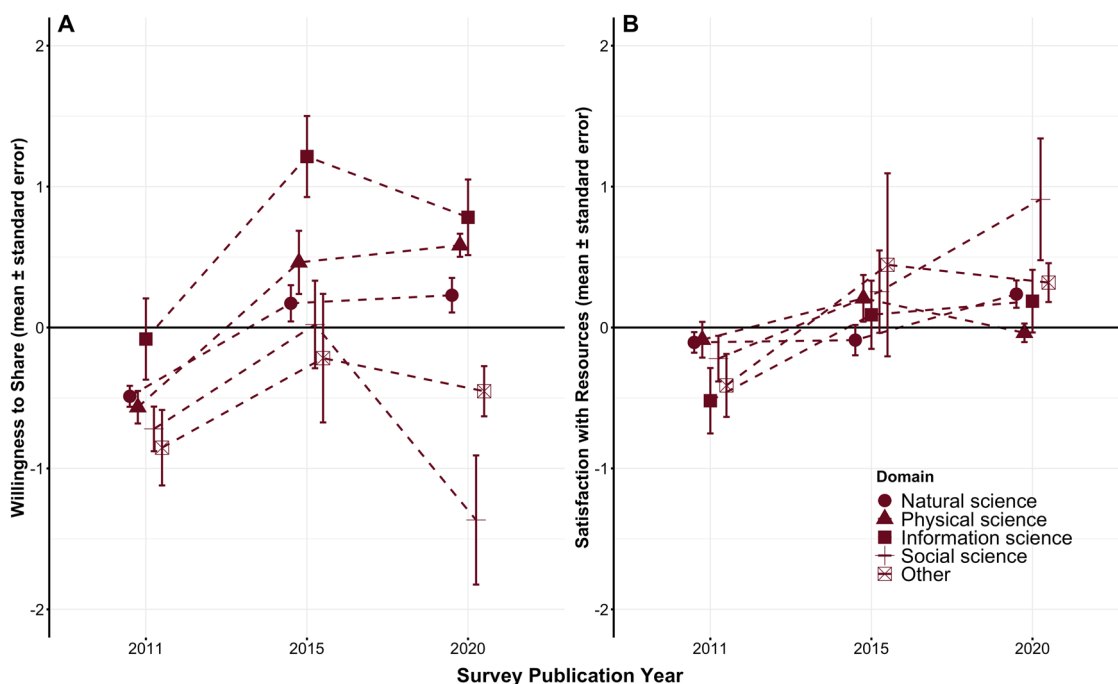 A
B
Willingness to Share (mean ± standard error)
2
1
0
-1
-2
2011
2015
2020
Satisfaction with Resources (mean ± standard error)
2
1
0
-1
-2
2011
2015
2020
Domain
Natural science
Physical science
Information science
Social science
Other
Survey Publication Year